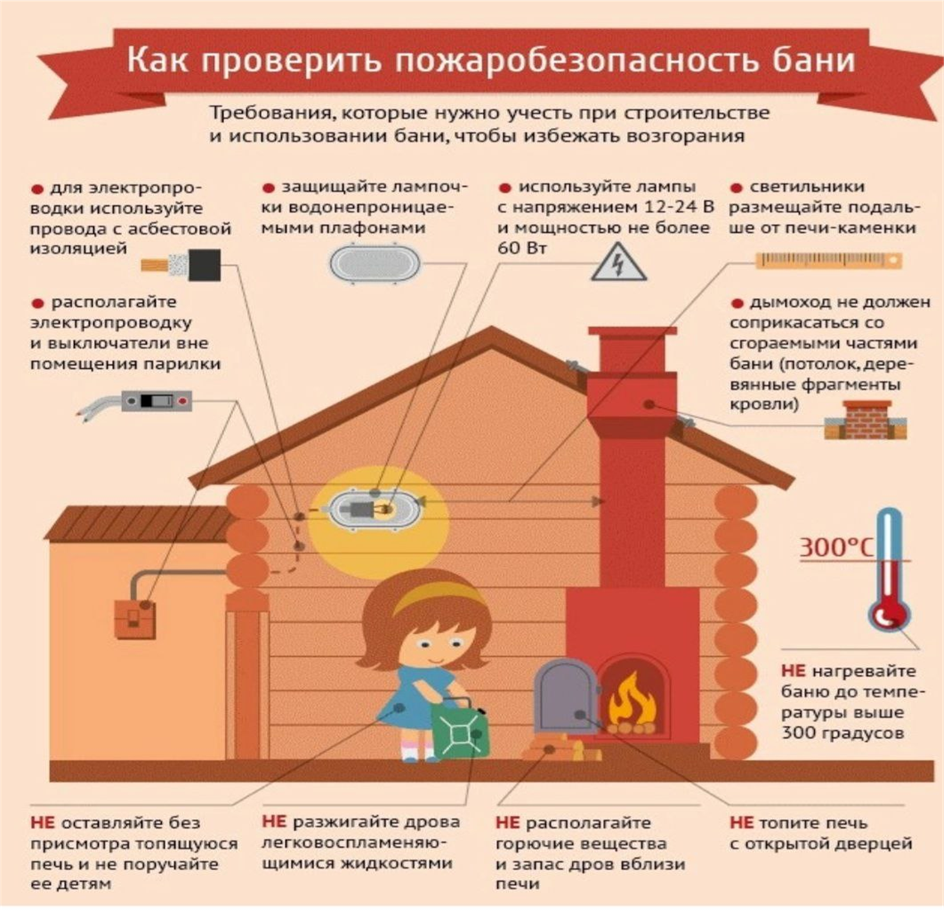 Как проверить пожаробезопасность бани
Требования, которые нужно учесть при строительстве
и использовании бани, чтобы избежать возгорания
• для электропро-
водки используйте
провода с асбестовой
изоляцией
• защищайте лампоч-
ки водонепроницае-
мыми плафонами
• используйте лампы
с напряжением 12-24 В
и мощностью не более
60 Вт
• светильники
размещайте подаль-
ше от печи-каменки
• располагайте
электропроводку
и выключатели вне
помещения парилки
• дымоход не должен
соприкасаться со
сгораемыми частями
бани (потолок, дере-
вянные фрагменты
кровли)
300°C
НЕ нагревайте
баню до темпе-
ратуры выше
300 градусов
НЕ оставляйте без
присмотра топящуюся
печь и не поручайте
ее детям
НЕ разжигайте дрова
легковоспламеняю-
щимися жидкостями
НЕ располагайте
горючие вещества
и запас дров вблизи
печи
НЕ топите печь
с открытой дверцей